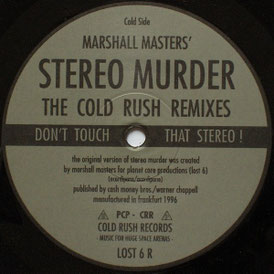 Cold Side
MARSHALL MASTERS'
STEREO MURDER
THE COLD RUSH REMIXES
DON'T TOUCH THAT STEREO!
the original version of stereo murder was created
by marshall masters for planet core productions (lost 6)
published by cash money bros./warner chappell
manufactured in frankfurt 1996
PCP - CRR
COLD RUSH RECORDS
MUSIC FOR HUGE SPACE ARENAS
LOST 6 R